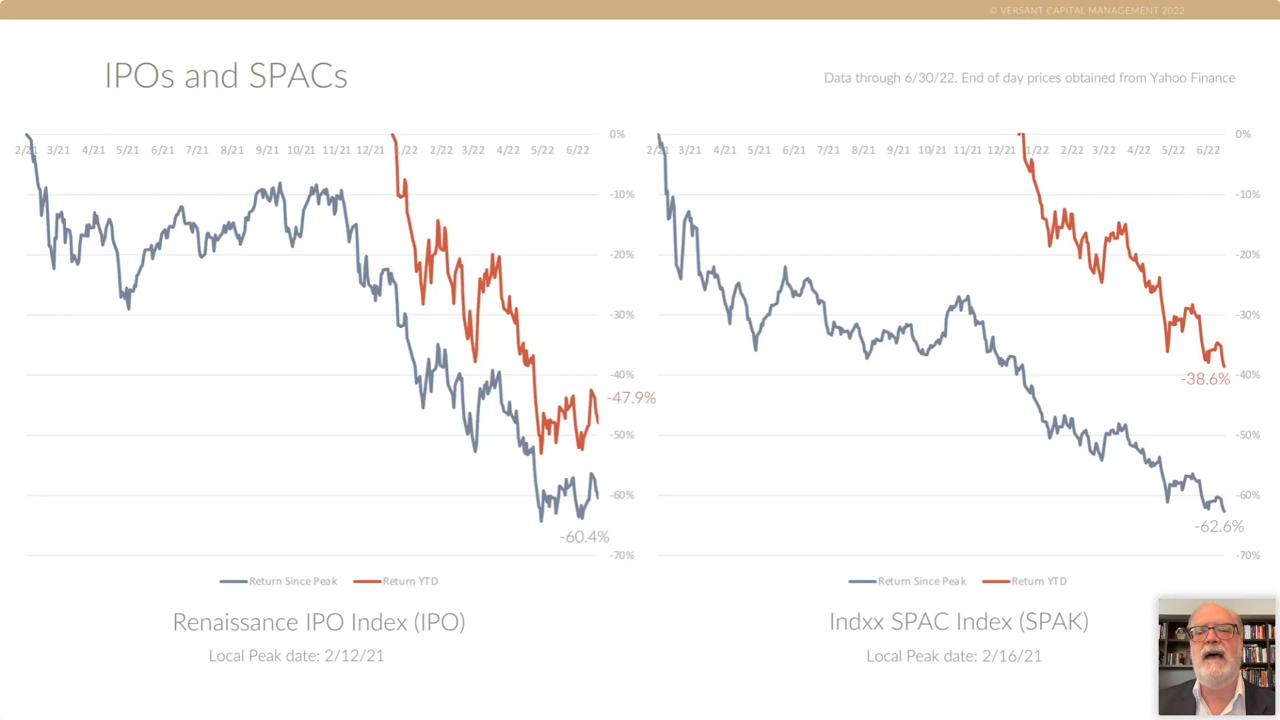 © VERSANT CAPITAL MANAGEMENT 2022
IPOs and SPACs
Data through 6/30/22. End of day prices obtained from Yahoo Finance
0%
2/21 3/21 4/21 5/21 6/21 7/21 8/21 9/21 10/21 11/21 12/21 1/22 2/22 3/22 4/22 5/22 6/22
-10%
-20%
-30%
-40%
-47.9%
-50%
-60%
-60.4%
-70%
Return Since Peak Return YTD
Renaissance IPO Index (IPO)
Local Peak date: 2/12/21
0%
2/21 3/21 4/21 5/21 6/21 7/21 8/21 9/21 10/21 11/21 12/21 1/22 2/22 3/22 4/22 5/22 6/22
-10%
-20%
-30%
-38.6%
-40%
-50%
-60%
-62.6%
-70%
Return Since Peak Return YTD
Indxx SPAC Index (SPAK)
Local Peak date: 2/16/21